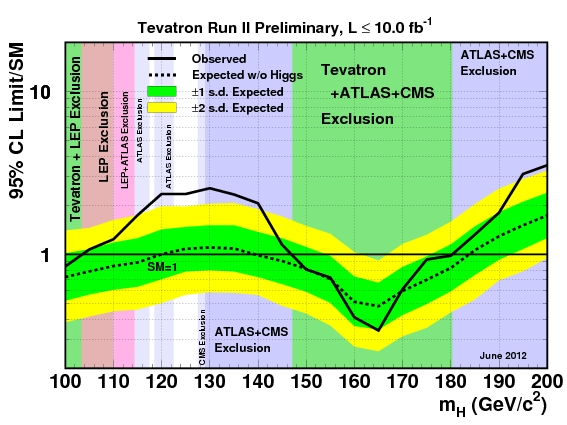 Tevatron Run II Preliminary, L ≤ 10.0 fb⁻¹
95% CL Limit/SM
10
1
Tevatron + LEP Exclusion
LEP Exclusion
LEP+ATLAS Exclusion
ATLAS Exclusion
ATLAS Exclusion
Observed
Expected w/o Higgs
±1 s.d. Expected
±2 s.d. Expected
Tevatron
+ATLAS+CMS
Exclusion
ATLAS+CMS
Exclusion
SM=1
CMS Exclusion
ATLAS+CMS
Exclusion
June 2012
100 110 120 130 140 150 160 170 180 190 200
m_H (GeV/c²)